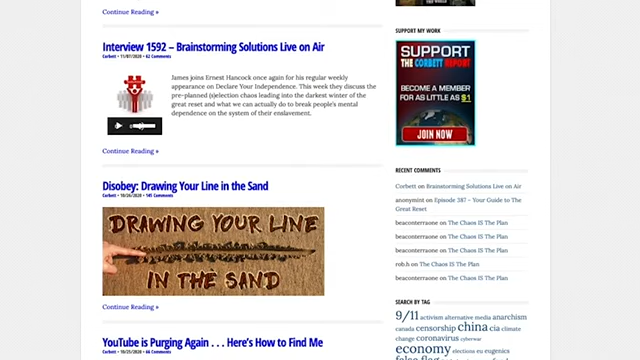 Continue Reading »
Interview 1592 – Brainstorming Solutions Live on Air
Corbett • 11/01/2020 • 62 Comments
James joins Ernest Hancock once again for his regular weekly
appearance on Declare Your Independence. This week they discuss the
pre-planned (s)election chaos leading into the darkest winter of the
great reset and what we can actually do to break people's mental
dependence on the system of their enslavement.
Continue Reading »
Disobey: Drawing Your Line in the Sand
Corbett • 10/26/2020 • 145 Comments
DRAWING YOUR LINE
IN THE SAND
Continue Reading »
YouTube is Purging Again . . . Here's How to Find Me
Corbett • 10/25/2020 • 66 Comments
SUPPORT MY WORK
SUPPORT
THE CORBETT REPORT
BECOME A MEMBER
FOR AS LITTLE AS $1
JOIN NOW
RECENT COMMENTS
Corbett on Brainstorming Solutions Live on Air
anonymint on Episode 387 – Your Guide to The
Great Reset
beaconterraone on The Chaos IS The Plan
beaconterraone on The Chaos IS The Plan
beaconterraone on The Chaos IS The Plan
rob.h on The Chaos IS The Plan
beaconterraone on The Chaos IS The Plan
SEARCH BY TAG
9/11 activism alternative media anarchism
canada censorship china cia climate
change coronavirus cyberwar
economy elections eu eugenics
false flag